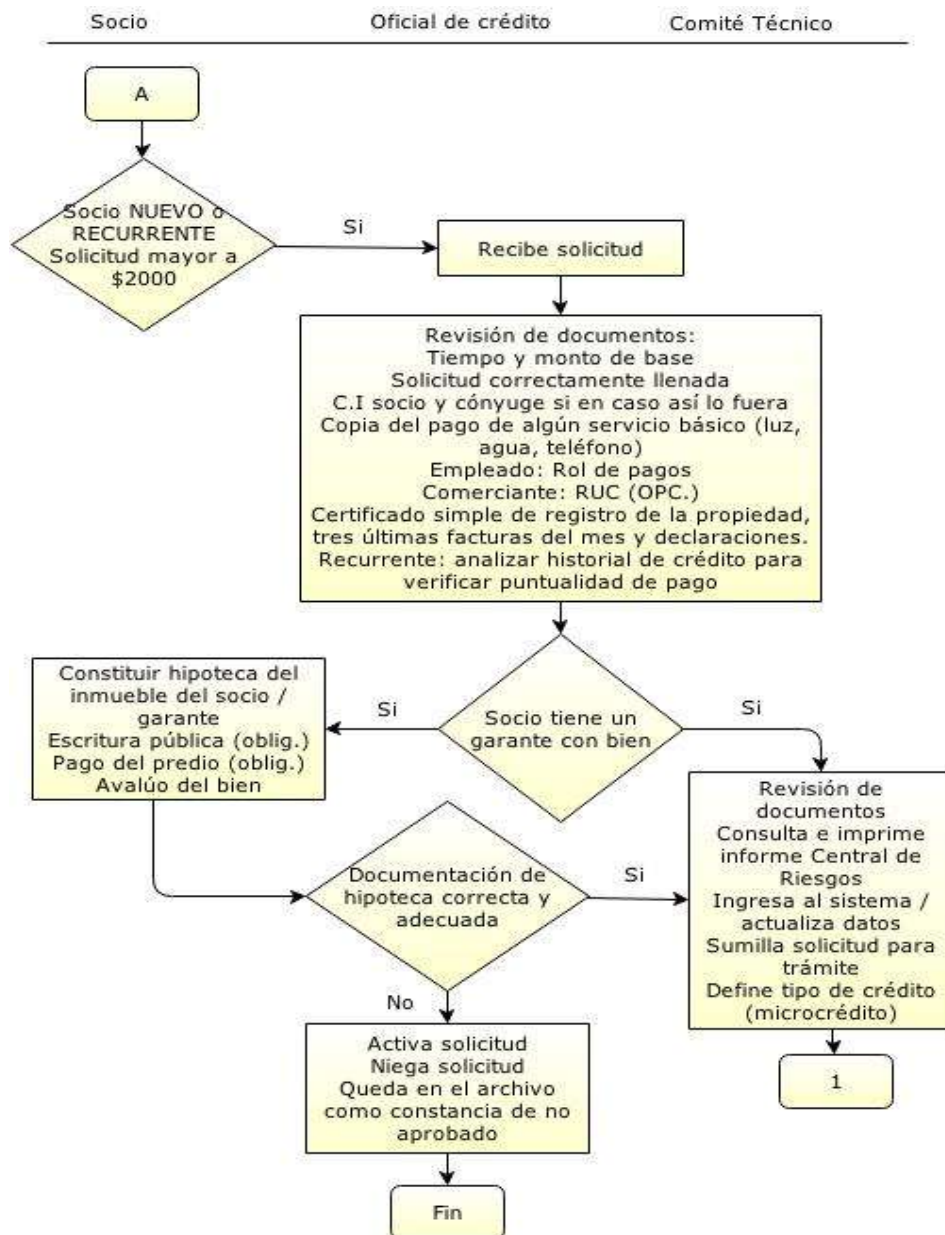 Socio
Oficial de crédito
Comité Técnico
A
Socio NUEVO o
RECURRENTE
Solicitud mayor a
$2000
Si
Recibe solicitud
Revisión de documentos:
Tiempo y monto de base
Solicitud correctamente llenada
C.I socio y cónyuge si en caso así lo fuera
Copia del pago de algún servicio básico (luz,
agua, teléfono)
Empleado: Rol de pagos
Comerciante: RUC (OPC.)
Certificado simple de registro de la propiedad,
tres últimas facturas del mes y declaraciones.
Recurrente: analizar historial de crédito para
verificar puntualidad de pago
Socio tiene un
garante con bien
Si
Si
Constituir hipoteca del
inmueble del socio /
garante
Escritura pública (oblig.)
Pago del predio (oblig.)
Avalúo del bien
Revisión de
documentos
Consulta e imprime
informe Central de
Riesgos
Ingresa al sistema /
actualiza datos
Sumilla solicitud para
trámite
Define tipo de crédito
(microcrédito)
Documentación de
hipoteca correcta y
adecuada
Si
No
Activa solicitud
Niega solicitud
Queda en el archivo
como constancia de no
aprobado
1
Fin